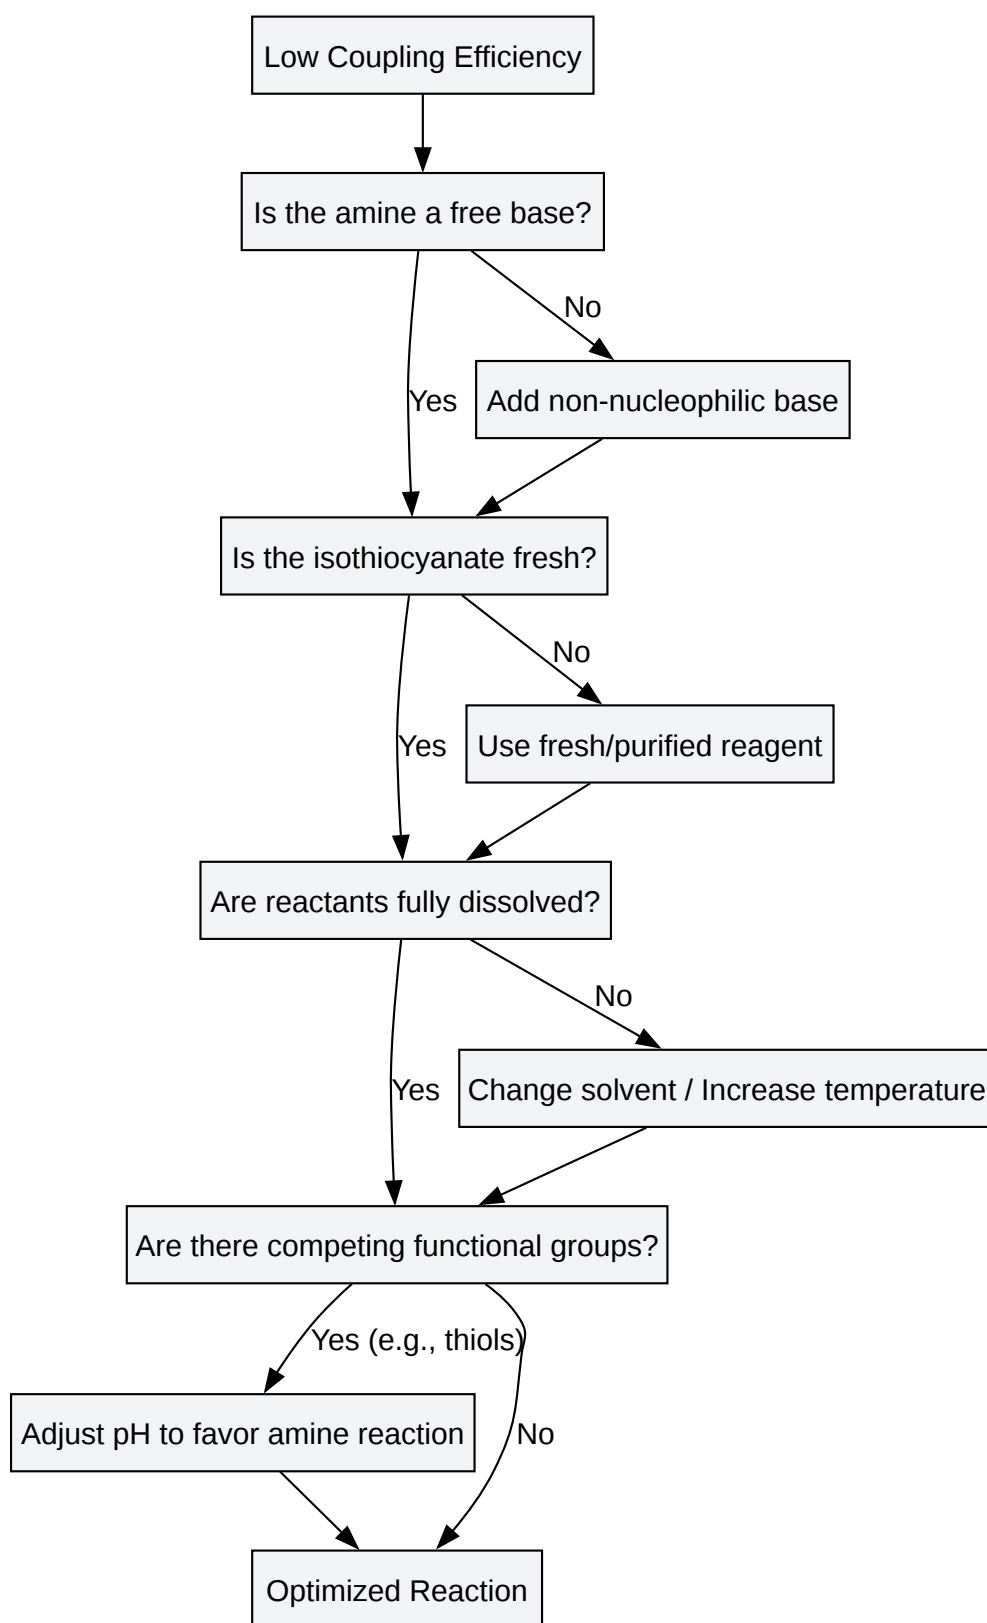 Low Coupling Efficiency
Is the amine a free base?
No
Yes
Add non-nucleophilic base
Is the isothiocyanate fresh?
No
Yes
Use fresh/purified reagent
Are reactants fully dissolved?
No
Yes
Change solvent / Increase temperature
Are there competing functional groups?
Yes (e.g., thiols)
Adjust pH to favor amine reaction
No
Optimized Reaction